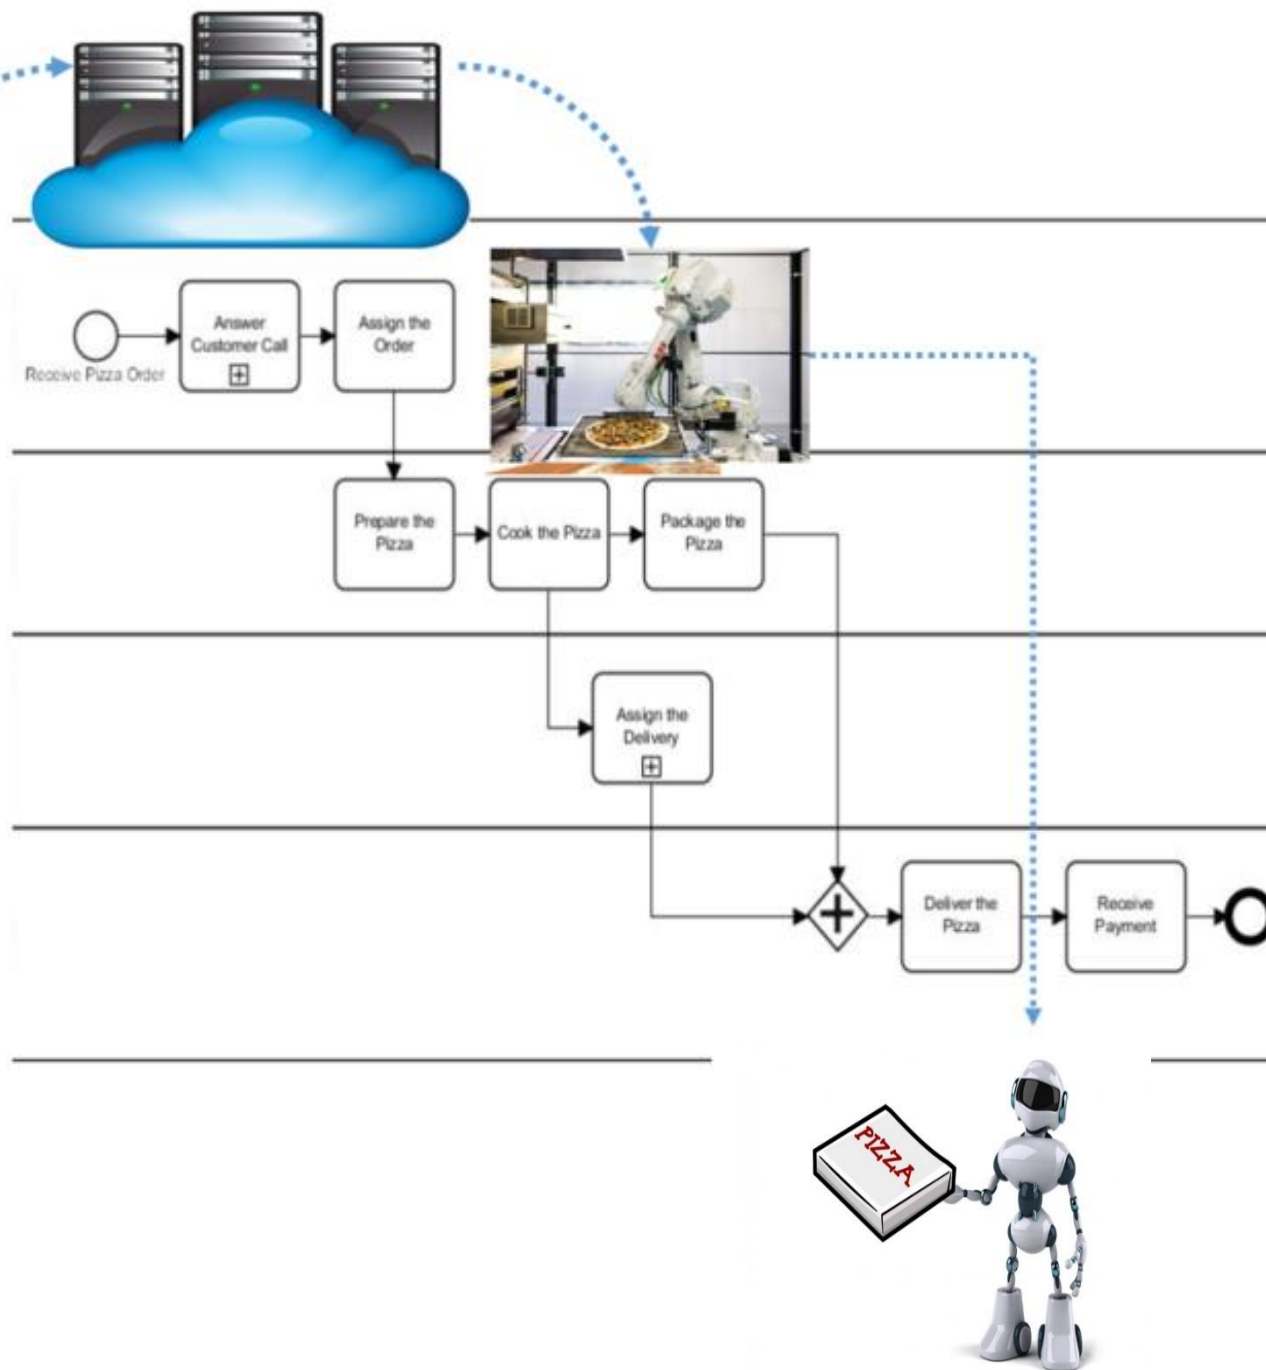 Answer
Customer Call
Assign the
Order
Receive Pizza Order
Prepare the
Pizza
Cook the Pizza
Package the
Pizza
Assign the
Delivery
Deliver the
Pizza
Receive
Payment
PIZZA